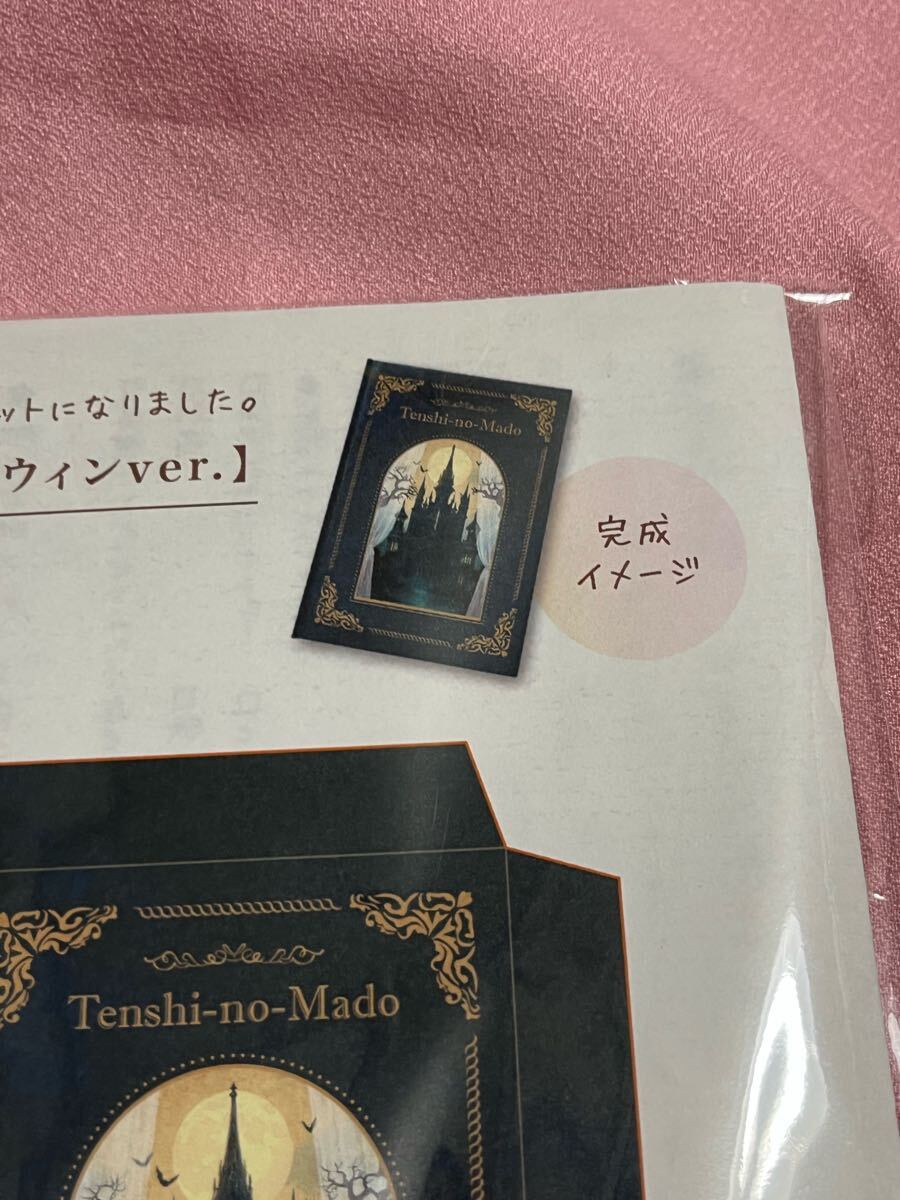 ットになりました。
ウィンver.】
Tenshi-no-Mado
完成
イメージ
Tenshi-no-Mado